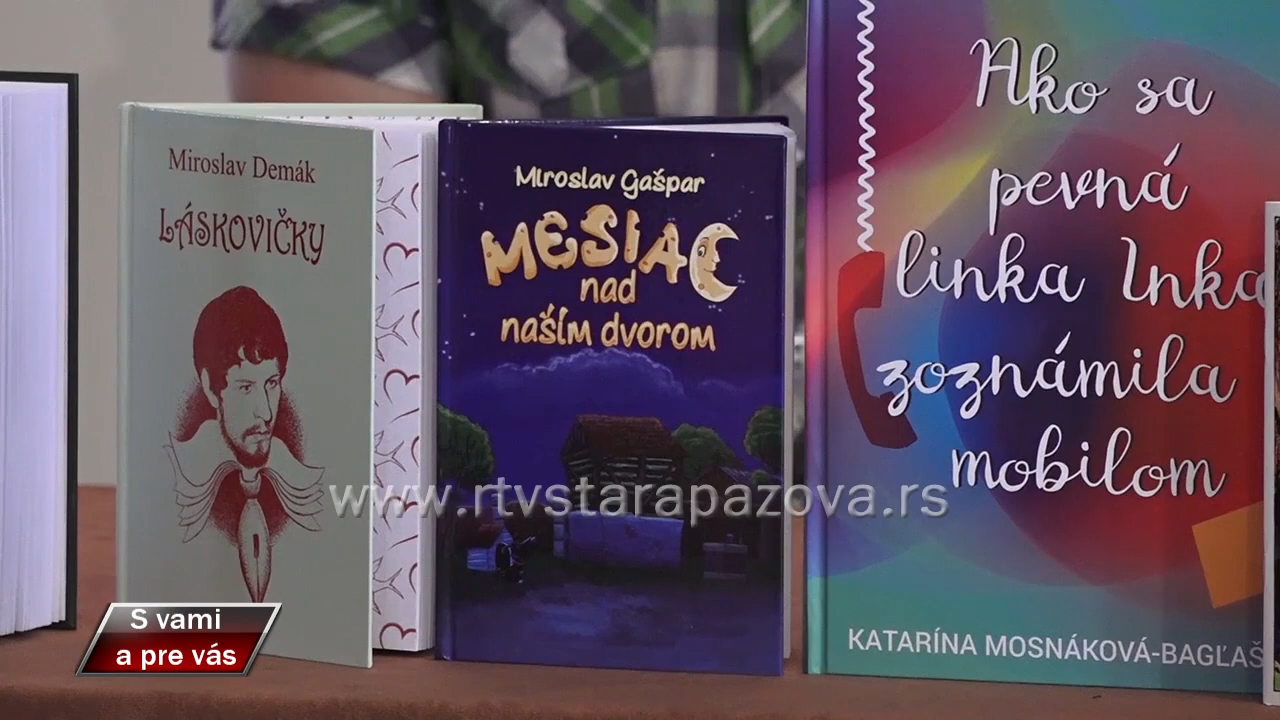 Miroslav Demák
LÁSKOVIČKY
Miroslav Gašpar
MESIAC
nad
naším dvorom
Ako sa
pevná
linka Inka
zoznámila
mobilom
KATARÍNA MOSNÁKOVÁ-BAGĽAŠ
www.rtvstarapazova.rs
S vami
a pre vás